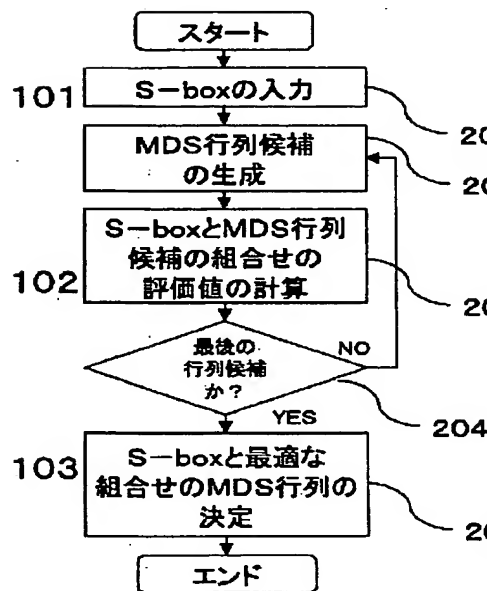 スタート
101
S-boxの入力
MDS行列候補
の生成
102
S-boxとMDS行列
候補の組合せの
評価値の計算
最後の
行列候補
か？
NO
YES
204
103
S-boxと最適な
組合せのMDS行列の
決定
エンド